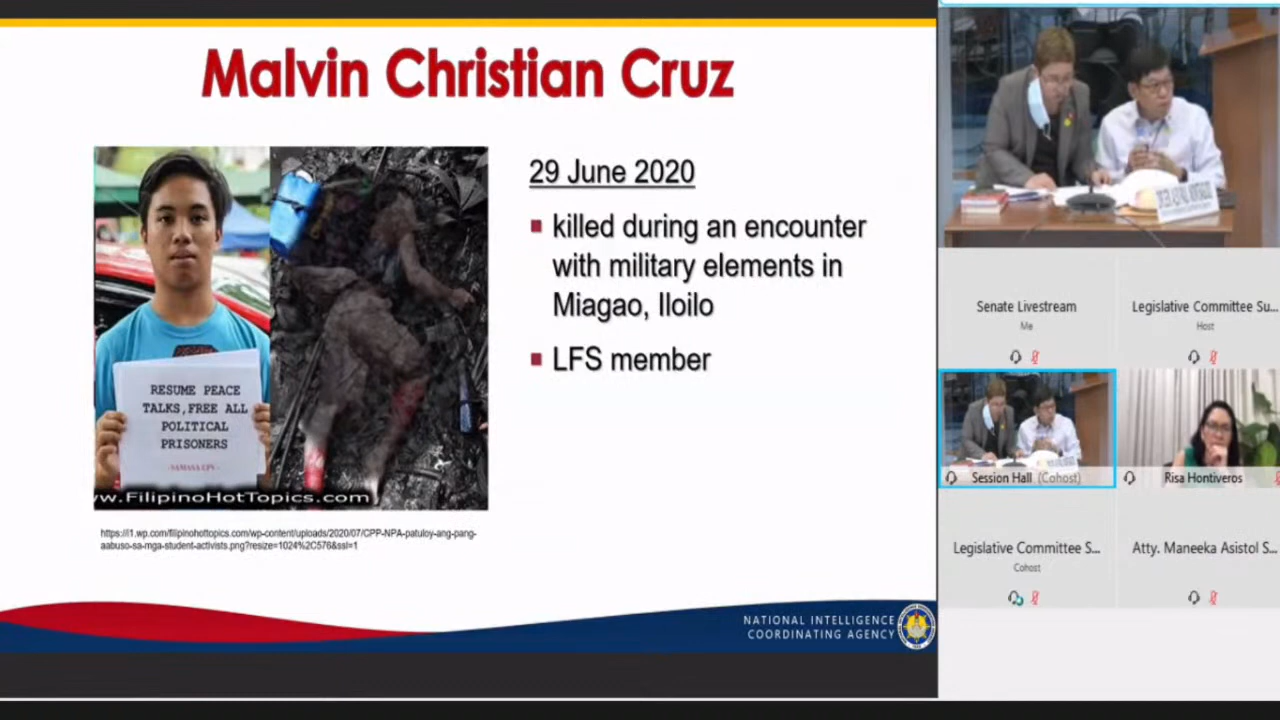 Malvin Christian Cruz
RESUME PEACE
TALKS, FREE ALL
POLITICAL
PRISONERS
w.FilipinoHotTopics.com
https://i1.wp.com/filipinohottopics.com/wp-content/uploads/2020/07/CPP-NPA-patuloy-ang-pang-
aabuso-sa-mga-student-activists.png?resize=1024%2C576&ssl=1
29 June 2020
killed during an encounter
with military elements in
Miagao, Iloilo
LFS member
NATIONAL INTELLIGENCE
COORDINATING AGENCY
Senate Livestream
Me
Legislative Committee Su...
Host
Session Hall (Cohost)
Risa Hontiveros
Legislative Committee S...
Cohost
Atty. Maneeka Asistol S...